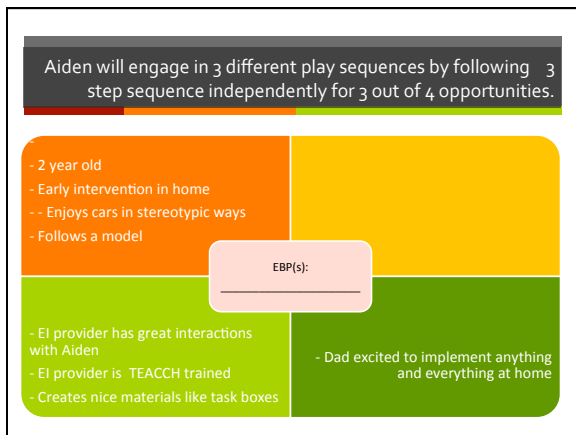 Aiden will engage in 3 different play sequences by following 3
step sequence independently for 3 out of 4 opportunities.
-
- 2 year old
- Early intervention in home
- - Enjoys cars in stereotypic ways
- Follows a model
EBP(s):
______________________
- EI provider has great interactions
with Aiden
- EI provider is TEACCH trained
- Creates nice materials like task boxes
- Dad excited to implement anything
and everything at home